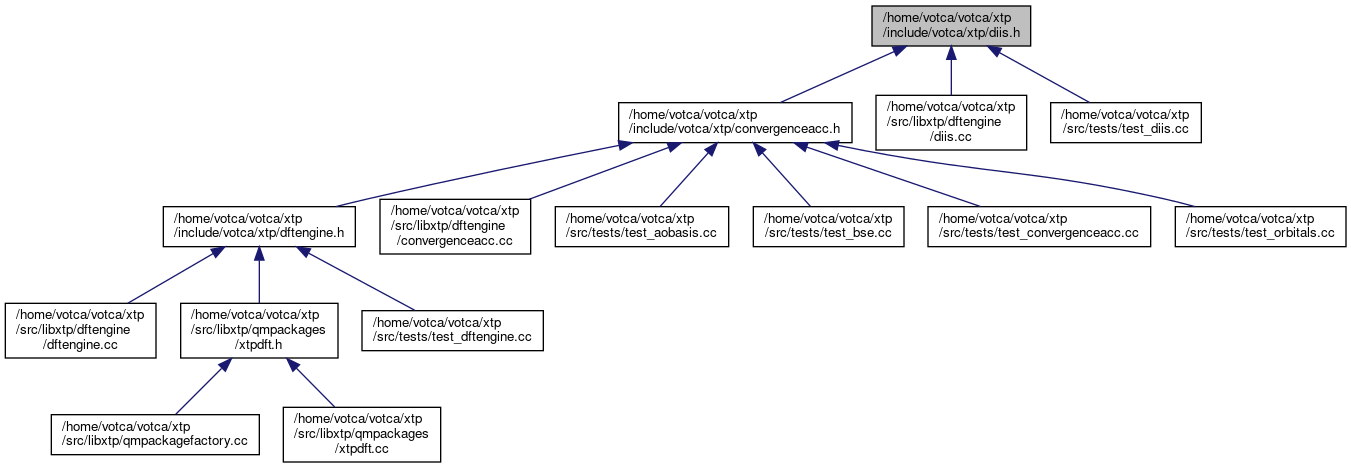 /home/votca/votca/xtp
/include/votca/xtp/diis.h
/home/votca/votca/xtp
/include/votca/xtp/convergenceacc.h
/home/votca/votca/xtp
/src/libxtp/dftengine
/diis.cc
/home/votca/votca/xtp
/src/tests/test_diis.cc
/home/votca/votca/xtp
/include/votca/xtp/dftengine.h
/home/votca/votca/xtp
/src/libxtp/dftengine
/convergenceacc.cc
/home/votca/votca/xtp
/src/tests/test_aobasis.cc
/home/votca/votca/xtp
/src/tests/test_bse.cc
/home/votca/votca/xtp
/src/tests/test_convergenceacc.cc
/home/votca/votca/xtp
/src/tests/test_orbitals.cc
/home/votca/votca/xtp
/src/libxtp/dftengine
/dftengine.cc
/home/votca/votca/xtp
/src/libxtp/qmpackages
/xtpdft.h
/home/votca/votca/xtp
/src/tests/test_dftengine.cc
/home/votca/votca/xtp
/src/libxtp/qmpackagefactory.cc
/home/votca/votca/xtp
/src/libxtp/qmpackages
/xtpdft.cc